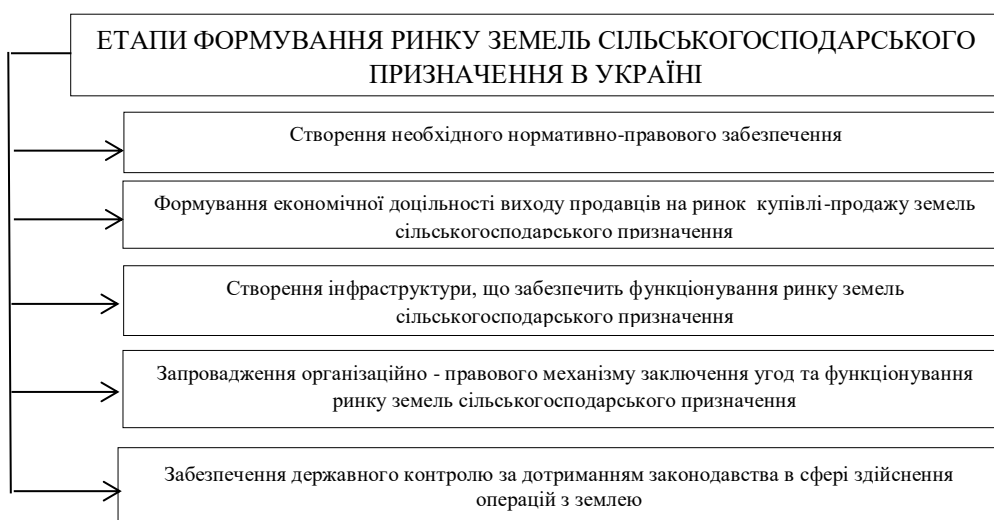 ЕТАПИ ФОРМУВАННЯ РИНКУ ЗЕМЕЛЬ СІЛЬСЬКОГОСПОДАРСЬКОГО
ПРИЗНАЧЕННЯ В УКРАЇНІ
Створення необхідного нормативно-правового забезпечення
Формування економічної доцільності виходу продавців на ринок купівлі-продажу земель
сільськогосподарського призначення
Створення інфраструктури, що забезпечить функціонування ринку земель
сільськогосподарського призначення
Запровадження організаційно - правового механізму заключення угод та функціонування
ринку земель сільськогосподарського призначення
Забезпечення державного контролю за дотриманням законодавства в сфері здійснення
операцій з землею